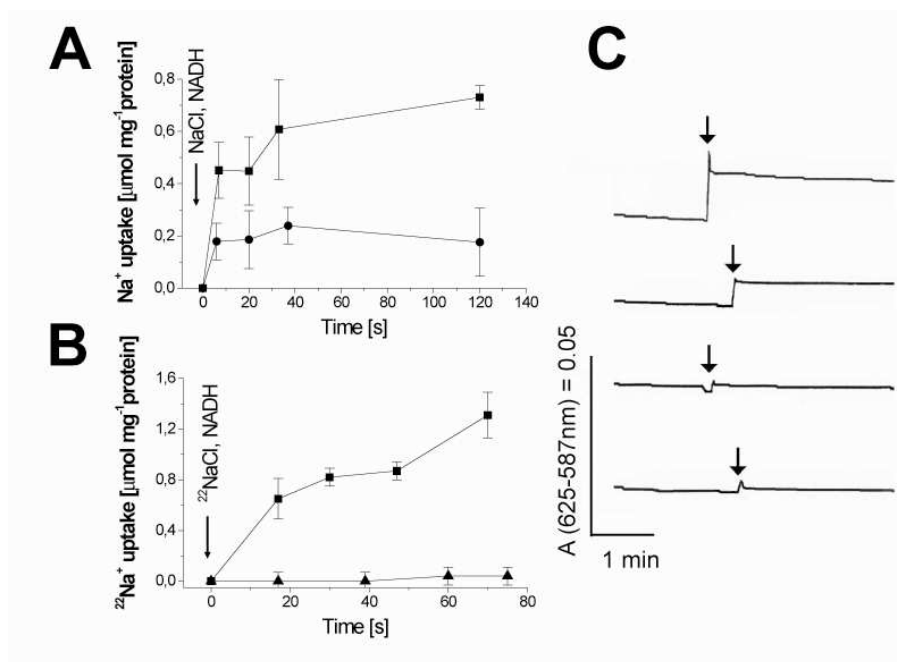 A
Na⁺ uptake [μmol mg⁻¹protein]
NaCl, NADH
0,8
0,6
0,4
0,2
0,0
0 20 40 60 80 100 120 140
Time [s]
B
²²Na⁺ uptake [μmol mg⁻¹protein]
²²NaCl, NADH
1,6
1,2
0,8
0,4
0,0
0 20 40 60 80
Time [s]
C
A (625-587nm) = 0.05
1 min